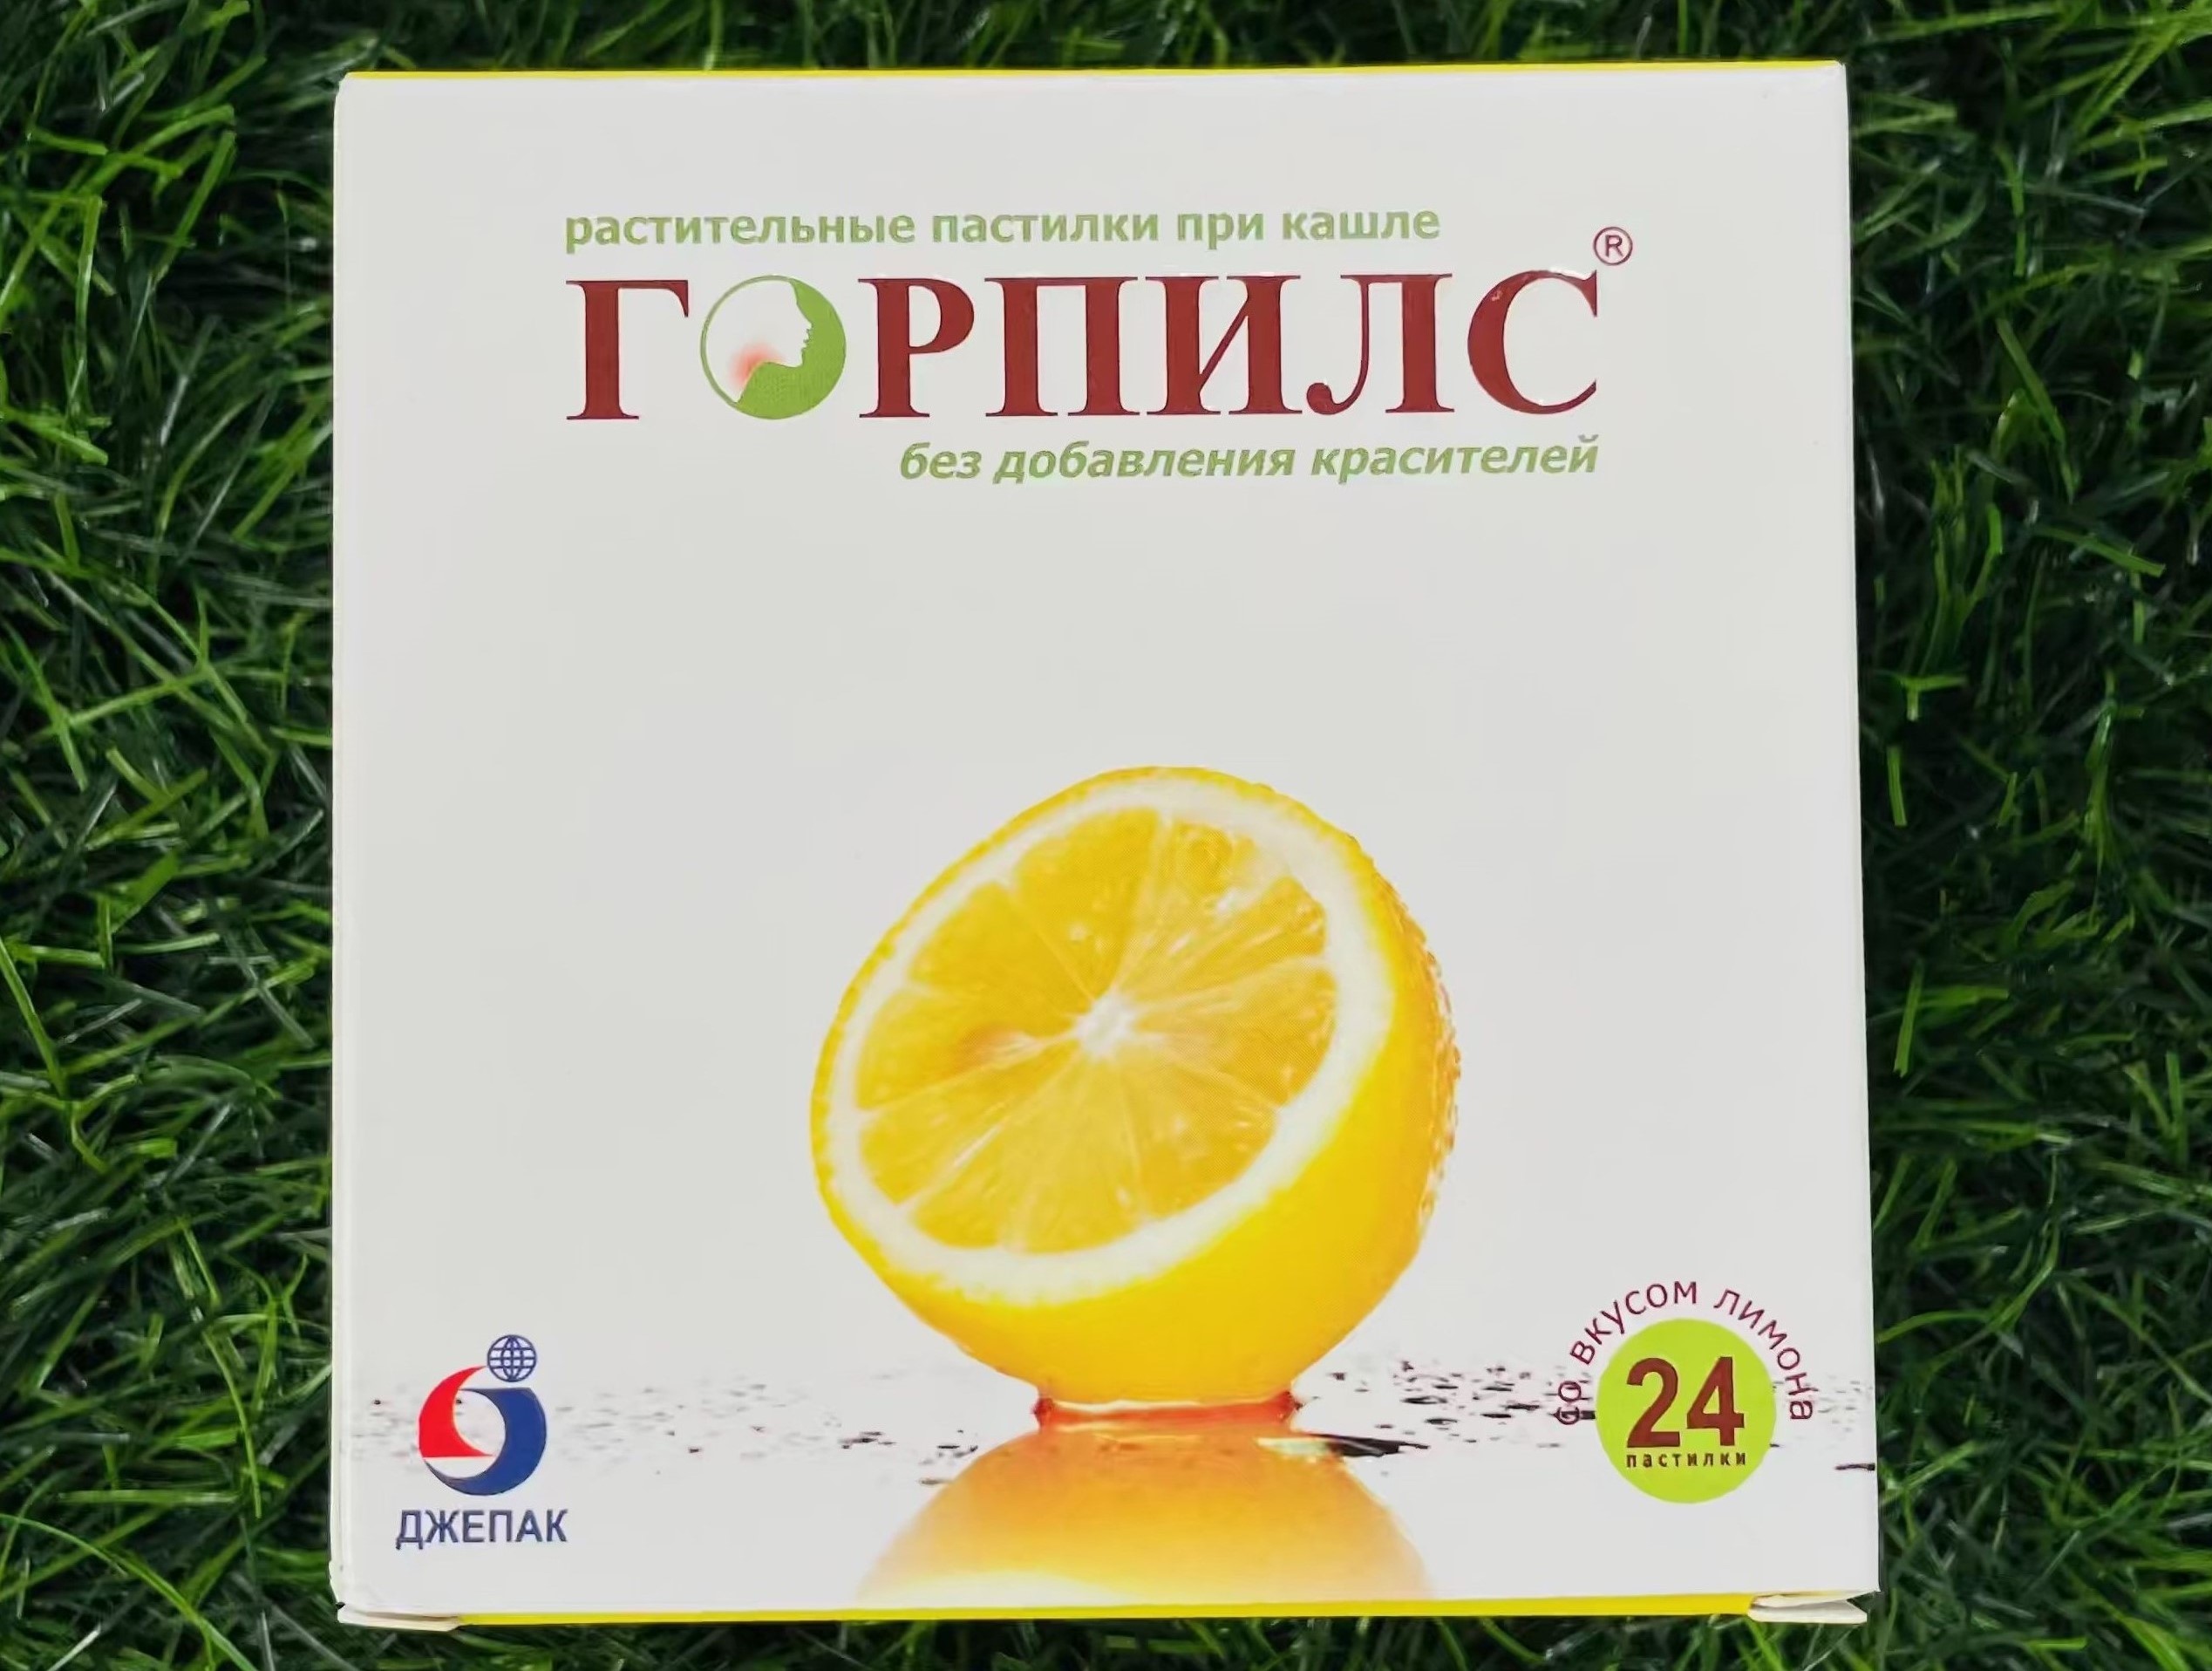 растительные пастилки при кашле
ГОРПИЛС®
без добавления красителей
со вкусом лимона
24
пастилки
ДЖЕПАК